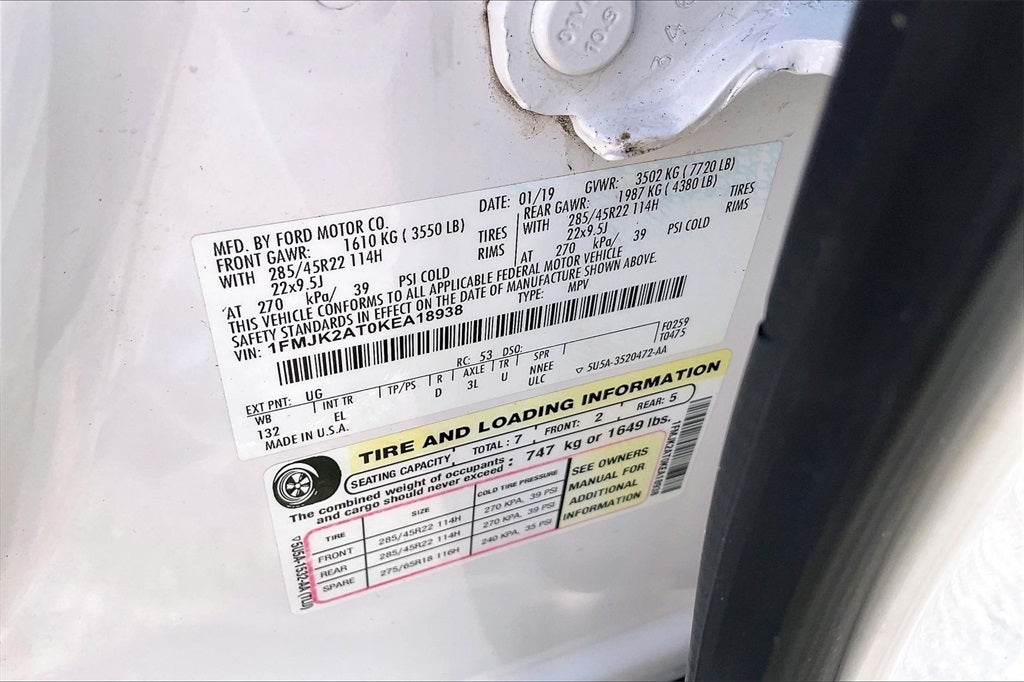 MFD. BY FORD MOTOR CO.
DATE: 01/19 GVWR: 3502 KG ( 7720 LB)
FRONT GAWR: 1610 KG ( 3550 LB)
WITH 285/45R22 114H TIRES
22x9.5J RIMS
AT 270 kPa/ 39 PSI COLD
REAR GAWR: 1987 KG ( 4380 LB)
WITH 285/45R22 114H TIRES
22x9.5J RIMS
AT 270 kPa/ 39 PSI COLD
THIS VEHICLE CONFORMS TO ALL APPLICABLE FEDERAL MOTOR VEHICLE
SAFETY STANDARDS IN EFFECT ON THE DATE OF MANUFACTURE SHOWN ABOVE.
VIN: 1FMJK2AT0KEA18938 TYPE: MPV
F0259
T0475
EXT PNT: UG RC: 53 DSO:
WB INT TR TP/PS R AXLE TR SPR
132 EL D 3L U NNEE
ULC
MADE IN U.S.A.
▽ 5U5A-3520472-AA
TIRE AND LOADING INFORMATION
SEATING CAPACITY TOTAL: 7 FRONT: 2 REAR: 5
The combined weight of occupants and cargo should never exceed: 747 kg or 1649 lbs.
TIRE SIZE COLD TIRE PRESSURE
FRONT 285/45R22 114H 270 KPA, 39 PSI
REAR 285/45R22 114H 270 KPA, 39 PSI
SPARE 275/65R18 116H 240 KPA, 35 PSI
SEE OWNERS
MANUAL FOR
ADDITIONAL
INFORMATION
▽5U5A-1532-AA (TLU)
1FMJK2AT0KEA18938
10.9